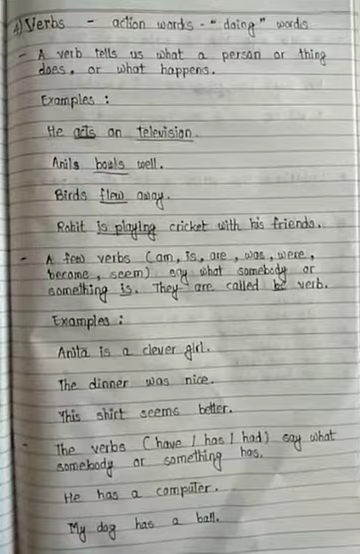 4) Verbs - action words - "doing" words
- A verb tells us what a person or thing
does, or what happens.
Examples :
He acts on television.
Anils bowls well.
Birds flew away.
Rohit is playing cricket with his friends.
- A few verbs (am, is, are, was, were,
become, seem) say what somebody or
something is. They are called be verb.
Examples :
Anita is a clever girl.
The dinner was nice.
This shirt seems better.
- The verbs (have / has / had) say what
somebody or something has.
He has a computer.
My dog has a ball.